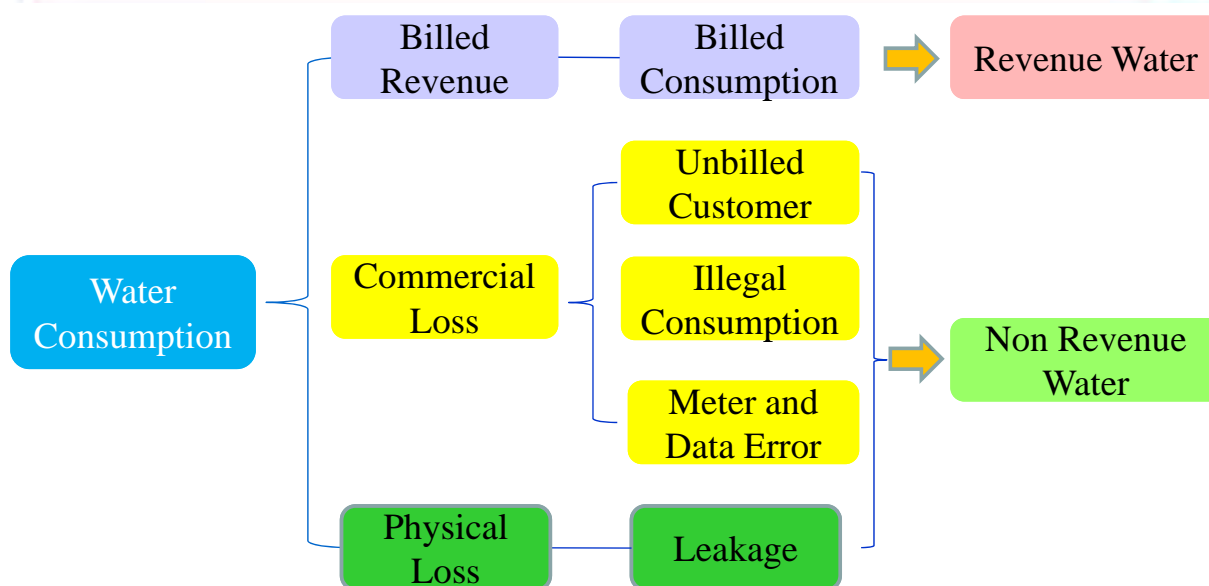 Billed
Revenue
Billed
Consumption
Revenue Water
Unbilled
Customer
Water
Consumption
Commercial
Loss
Illegal
Consumption
Non Revenue
Water
Meter and
Data Error
Physical
Loss
Leakage